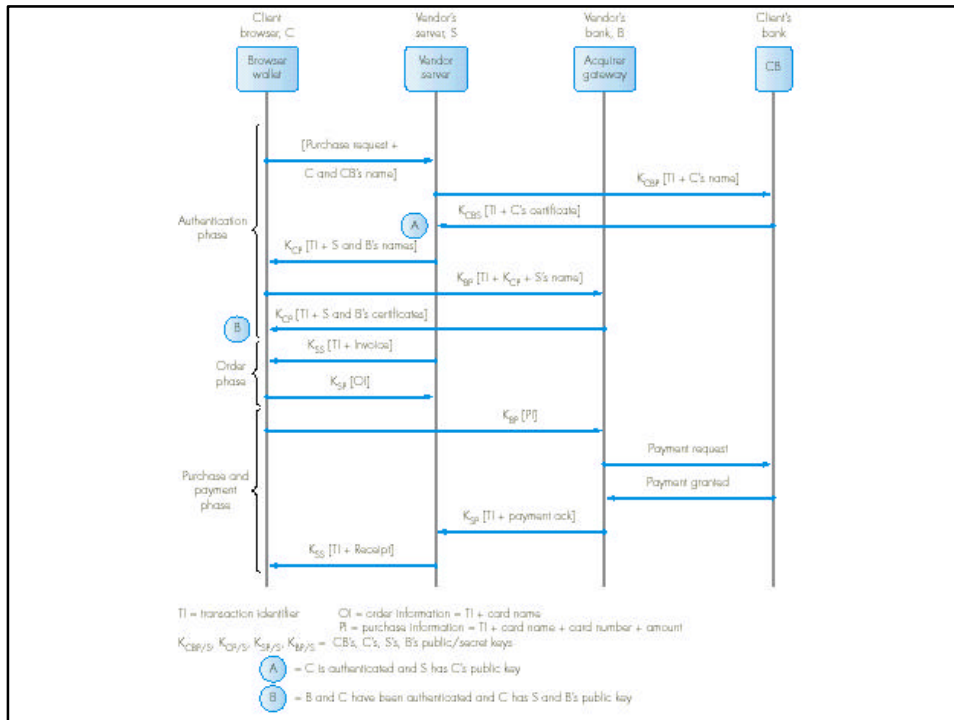 Client browser, C
Vendor's server, S
Vendor's bank, B
Client's bank
Browser wallet
Vendor server
Acquirer gateway
CB
[Purchase request +
C and CB's name]
K_CBP [TI + C's name]
K_CBS [TI + C's certificate]
A
Authentication phase
K_CP [TI + S and B's names]
K_BP [TI + K_CP + S's name]
K_CP [TI + S and B's certificates]
B
K_SS [TI + Invoice]
Order phase
K_SP [OI]
K_BP [PI]
Payment request
Purchase and payment phase
Payment granted
K_SP [TI + payment ack]
K_SS [TI + Receipt]
TI = transaction identifier
OI = order information = TI + card name
PI = purchase information = TI + card name + card number + amount
K_CBP/S, K_CP/S, K_SP/S, K_BP/S = CB's, C's, S's, B's public/secret keys
A = C is authenticated and S has C's public key
B = B and C have been authenticated and C has S and B's public key